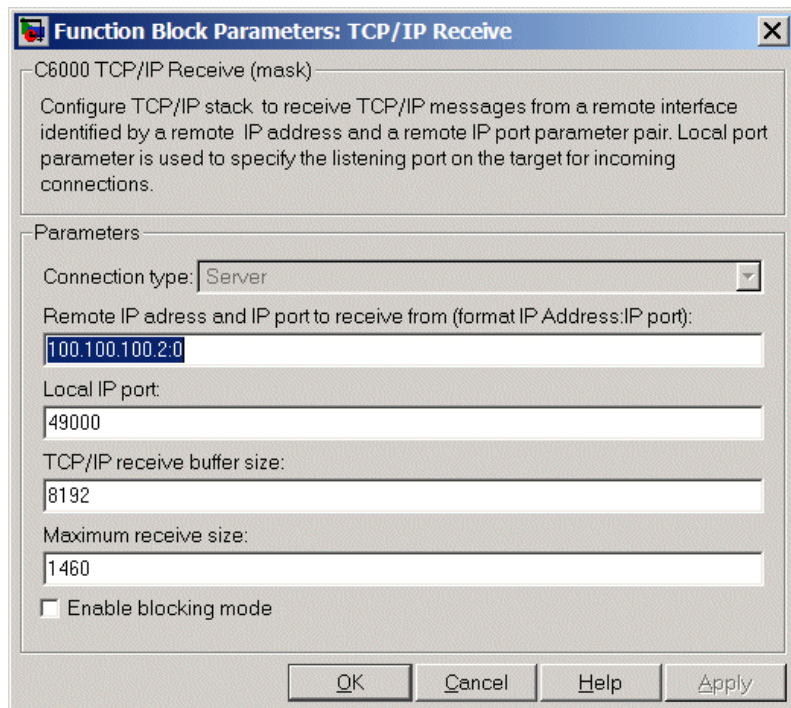 Function Block Parameters: TCP/IP Receive
C6000 TCP/IP Receive (mask)
Configure TCP/IP stack to receive TCP/IP messages from a remote interface
identified by a remote IP address and a remote IP port parameter pair. Local port
parameter is used to specify the listening port on the target for incoming
connections.
Parameters
Connection type: Server
Remote IP adress and IP port to receive from (format IP Address:IP port):
100.100.100.2:0
Local IP port:
49000
TCP/IP receive buffer size:
8192
Maximum receive size:
1460
Enable blocking mode
OK Cancel Help Apply